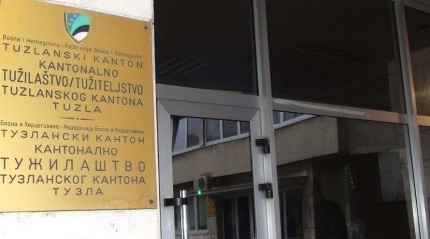 Bosna i Hercegovina - Federacija Bosne i Hercegovine
TUZLANSKI KANTON
KANTONALNO
TUŽILAŠTVO/TUŽITELJSTVO
TUZLANSKOG KANTONA
TUZLA
Босна и Херцеговина - Федерација Босне и Херцеговине
ТУЗЛАНСКИ КАНТОН
КАНТОНАЛНО
ТУЖИЛАШТВО
ТУЗЛАНСКОГ КАНТОНА
ТУЗЛА